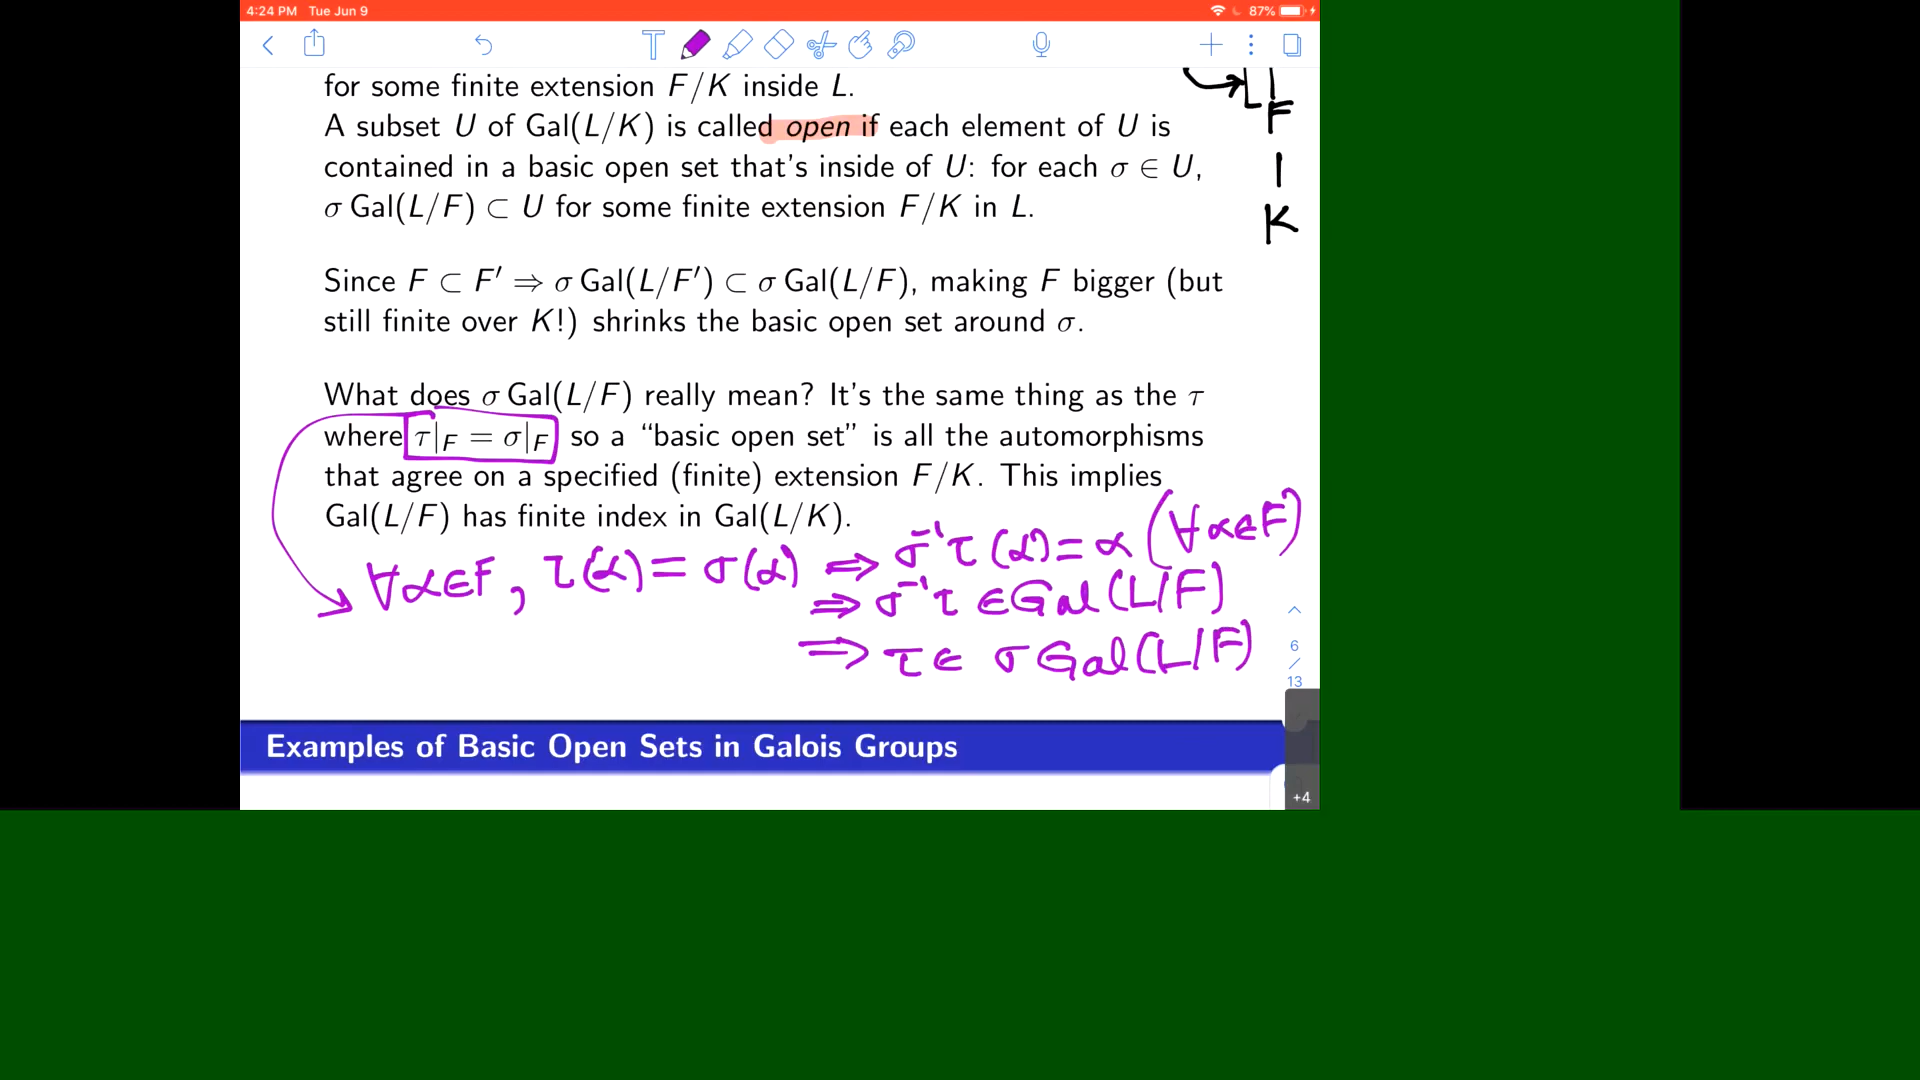 4:24 PM Tue Jun 9
87%
T
for some finite extension F/K inside L.
A subset U of Gal(L/K) is called open if each element of U is
contained in a basic open set that's inside of U: for each σ ∈ U,
σ Gal(L/F) ⊂ U for some finite extension F/K in L.
L
F
K
Since F ⊂ F′ ⇒ σ Gal(L/F′) ⊂ σ Gal(L/F), making F bigger (but
still finite over K!) shrinks the basic open set around σ.
What does σ Gal(L/F) really mean? It's the same thing as the τ
where τ|F = σ|F so a “basic open set” is all the automorphisms
that agree on a specified (finite) extension F/K. This implies
Gal(L/F) has finite index in Gal(L/K).
∀α∈F, τ(α) = σ(α) ⇒ σ⁻¹τ(α) = α (∀α∈F)
⇒ σ⁻¹τ ∈ Gal(L/F)
⇒ τ ∈ σ Gal(L/F)
6
/
13
Examples of Basic Open Sets in Galois Groups
+4